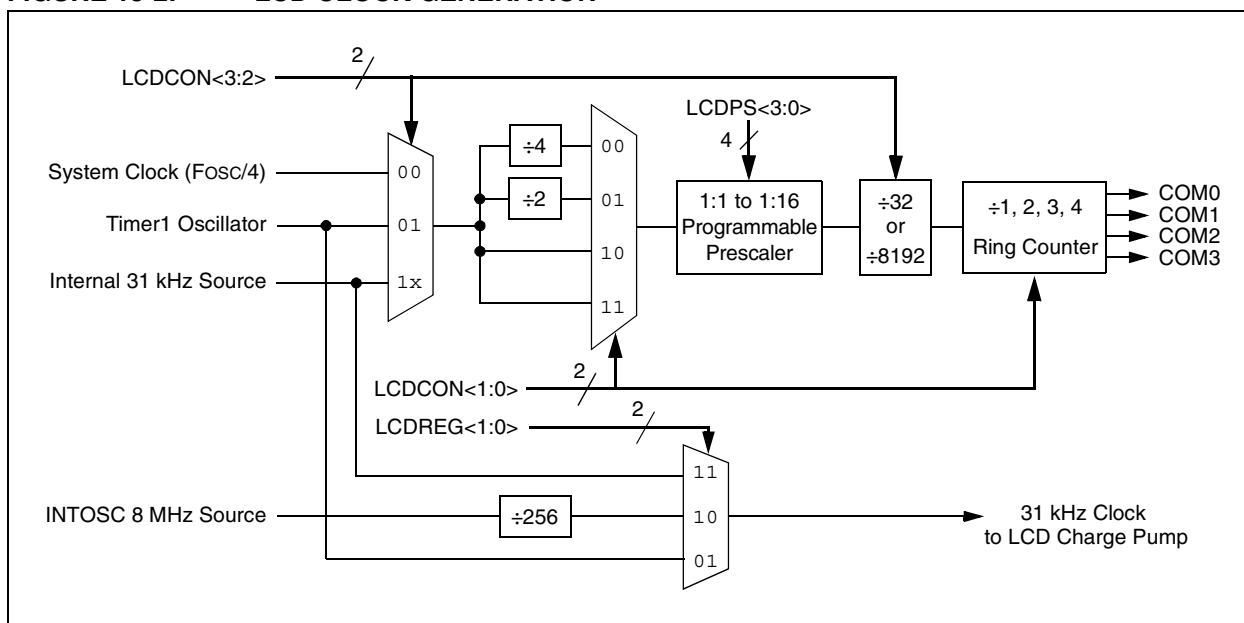 LCDCON<3:2>
2
System Clock (FOSC/4)
Timer1 Oscillator
Internal 31 kHz Source
00
01
1x
÷4
÷2
00
01
10
11
LCDPS<3:0>
4
1:1 to 1:16
Programmable
Prescaler
÷32
or
÷8192
÷1, 2, 3, 4
Ring Counter
COM0
COM1
COM2
COM3
LCDCON<1:0>
2
LCDREG<1:0>
2
INTOSC 8 MHz Source
÷256
11
10
01
31 kHz Clock
to LCD Charge Pump